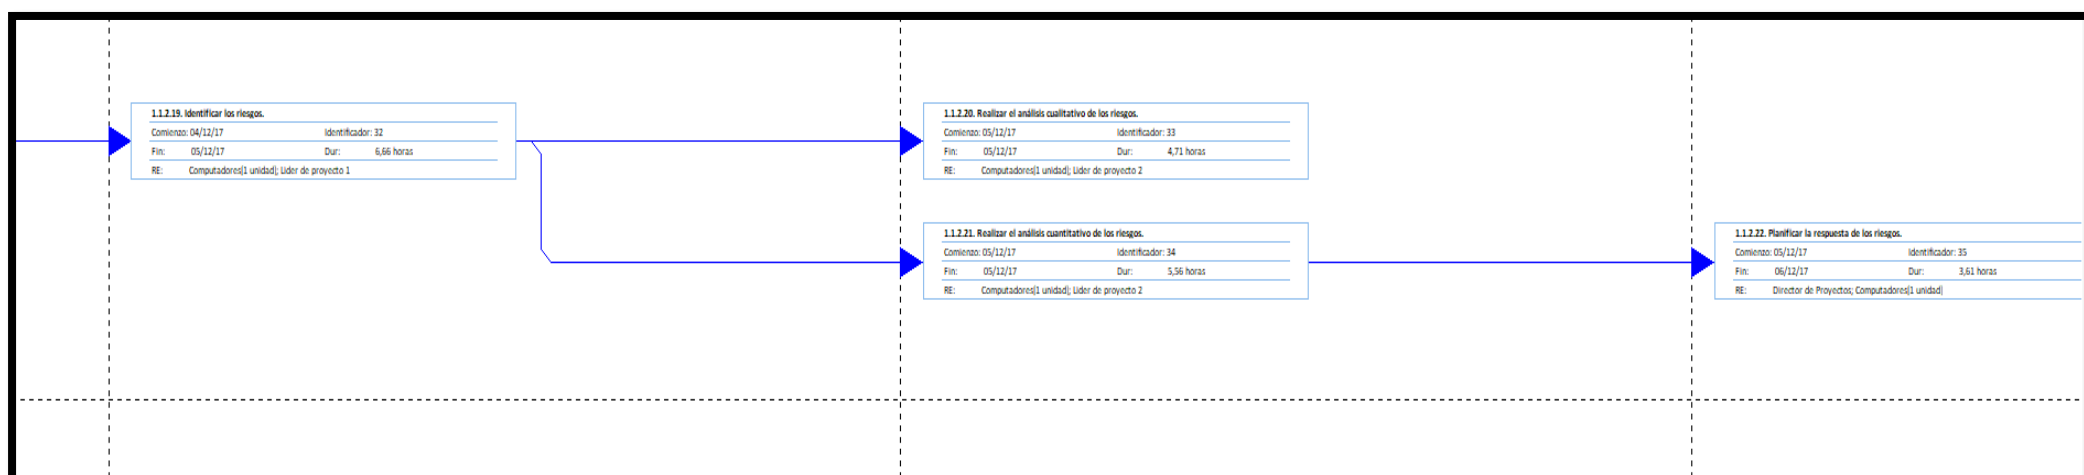 1.1.2.19. Identificar los riesgos.
Comienzo: 04/12/17 Identificador: 32
Fin: 05/12/17 Dur: 6,66 horas
RE: Computadores[1 unidad]; Lider de proyecto 1
1.1.2.20. Realizar el análisis cualitativo de los riesgos.
Comienzo: 05/12/17 Identificador: 33
Fin: 05/12/17 Dur: 4,71 horas
RE: Computadores[1 unidad]; Lider de proyecto 2
1.1.2.21. Realizar el análisis cuantitativo de los riesgos.
Comienzo: 05/12/17 Identificador: 34
Fin: 05/12/17 Dur: 5,56 horas
RE: Computadores[1 unidad]; Lider de proyecto 2
1.1.2.22. Planificar la respuesta de los riesgos.
Comienzo: 05/12/17 Identificador: 35
Fin: 06/12/17 Dur: 3,61 horas
RE: Director de Proyectos; Computadores[1 unidad]